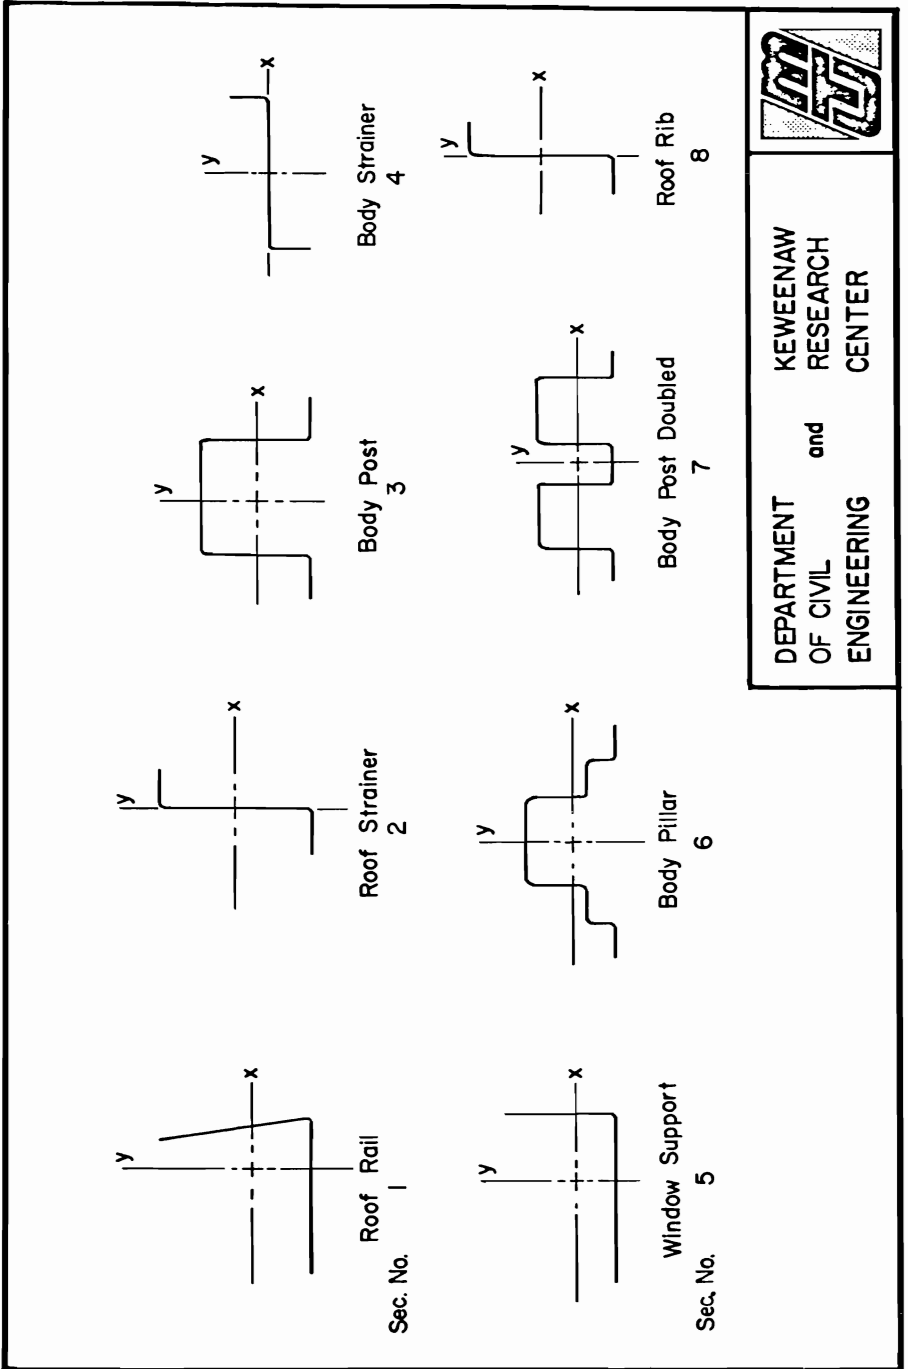 y
x
Roof Rail
Sec. No. 1
y
x
Roof Strainer
2
y
x
Body Post
3
y
x
Body Strainer
4
y
x
Window Support
Sec. No. 5
y
x
Body Pillar
6
y
x
Body Post Doubled
7
y
x
Roof Rib
8
DEPARTMENT
OF CIVIL
ENGINEERING
and
KEWEENAW
RESEARCH
CENTER